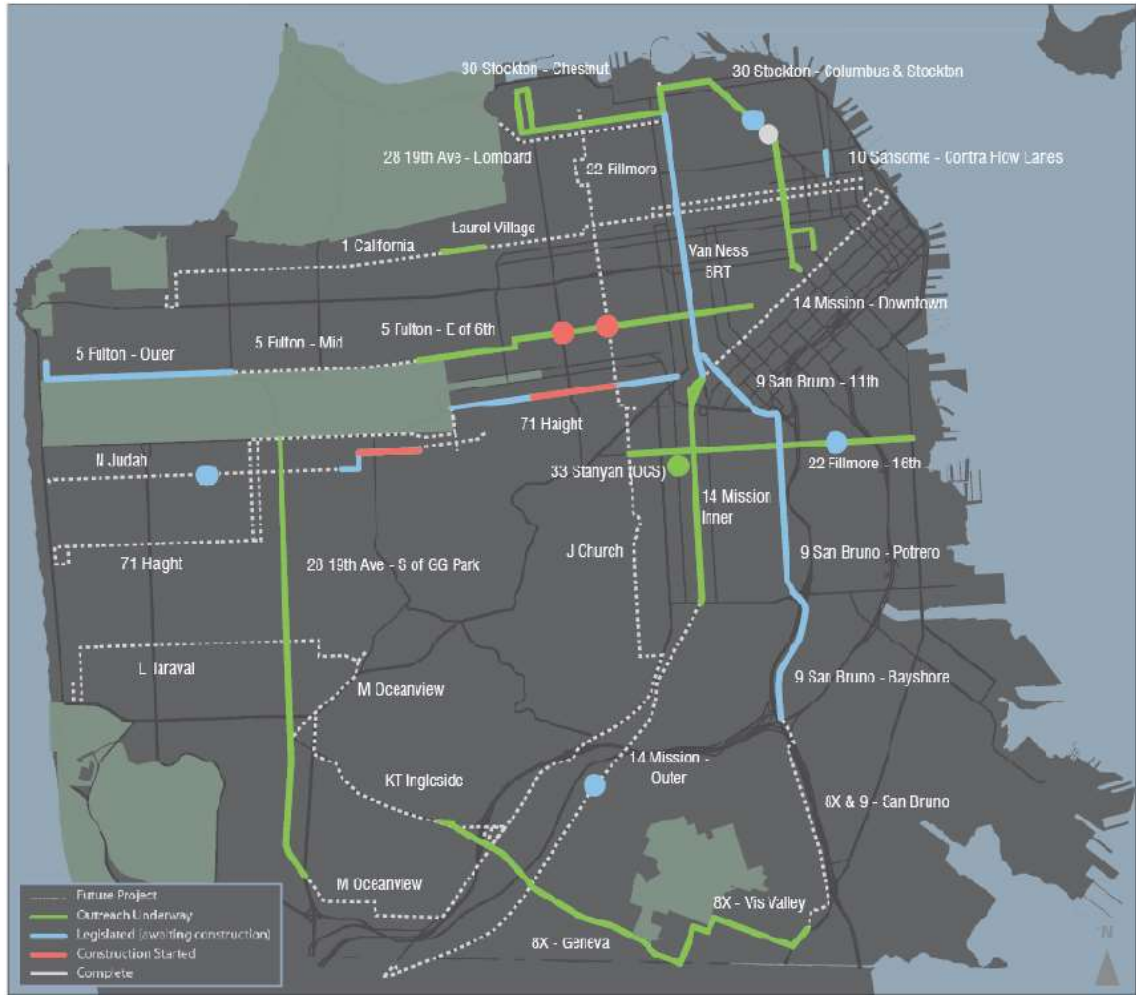 30 Stockton - Chestnut
30 Stockton - Columbus & Stockton
28 19th Ave - Lombard
22 Fillmore
10 Sansome - Contra Flow Lanes
Laurel Village
1 California
Van Ness
BRT
14 Mission - Downtown
5 Fulton - E of 6th
5 Fulton - Mid
5 Fulton - Outer
9 San Bruno - 11th
71 Haight
N Judah
33 Stanyan (OCS)
22 Fillmore - 16th
14 Mission
Inner
J Church
9 San Bruno - Potrero
71 Haight
28 19th Ave - S of GG Park
L Taraval
M Oceanview
9 San Bruno - Bayshore
14 Mission -
Outer
KT Ingleside
8X & 9 - San Bruno
M Oceanview
8X - Vis Valley
8X - Geneva
Future Project
Outreach Underway
Legislated (awaiting construction)
Construction Started
Complete
N